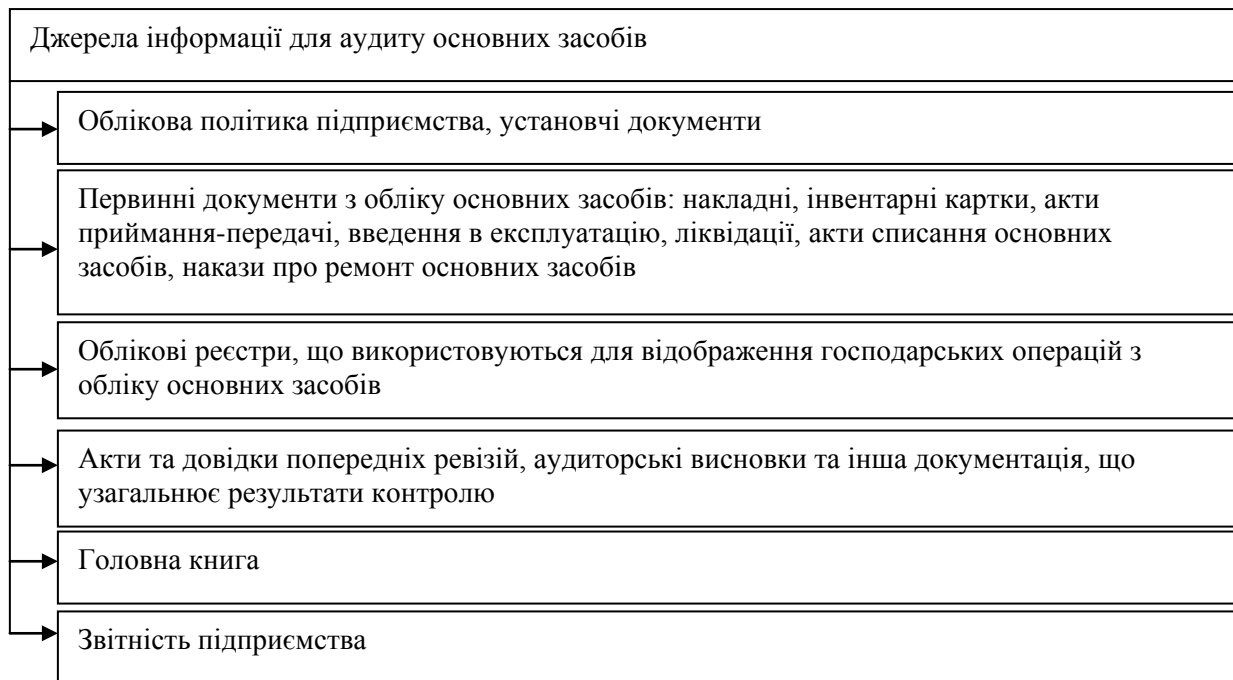 Джерела інформації для аудиту основних засобів
Облікова політика підприємства, установчі документи
Первинні документи з обліку основних засобів: накладні, інвентарні картки, акти
приймання-передачі, введення в експлуатацію, ліквідації, акти списання основних
засобів, накази про ремонт основних засобів
Облікові реєстри, що використовуються для відображення господарських операцій з
обліку основних засобів
Акти та довідки попередніх ревізій, аудиторські висновки та інша документація, що
узагальнює результати контролю
Головна книга
Звітність підприємства